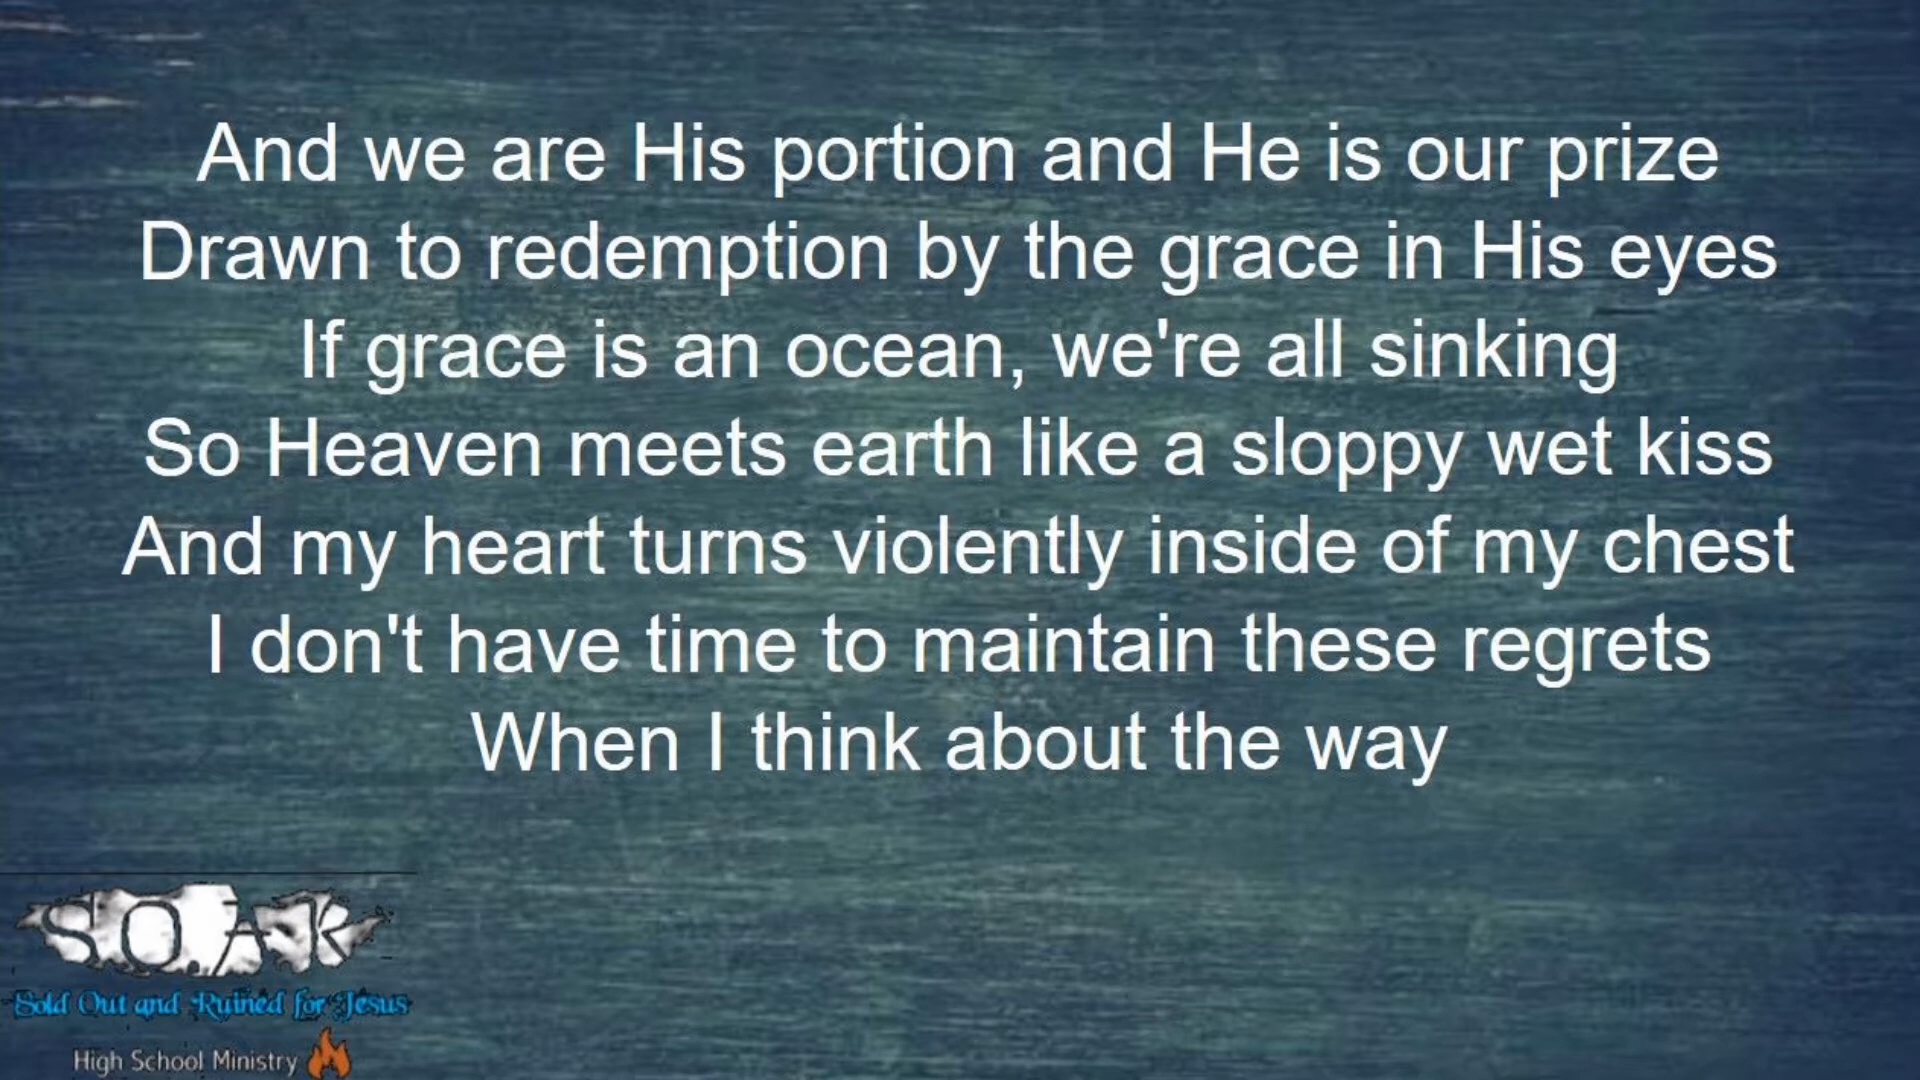 And we are His portion and He is our prize
Drawn to redemption by the grace in His eyes
If grace is an ocean, we're all sinking
So Heaven meets earth like a sloppy wet kiss
And my heart turns violently inside of my chest
I don't have time to maintain these regrets
When I think about the way
S.O.A.R
Sold Out and Ruined for Jesus
High School Ministry